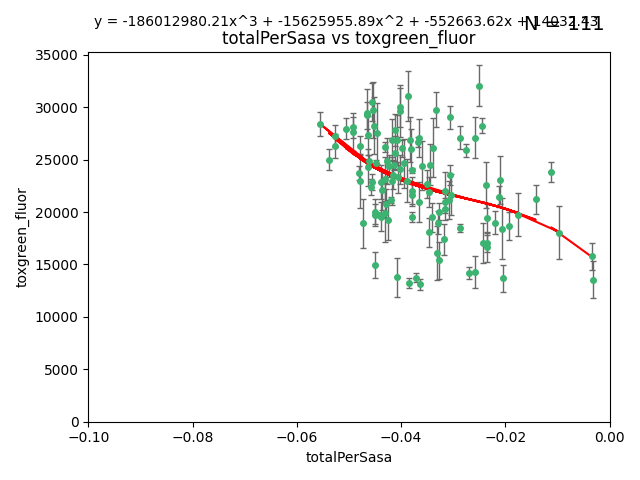 y = -186012980.21x^3 + -15625955.89x^2 + -552663.62x +
N = 111
totalPerSasa vs toxgreen_fluor
35000
30000
25000
20000
15000
10000
5000
0
toxgreen_fluor
−0.10 −0.08 −0.06 −0.04 −0.02 0.00
totalPerSasa